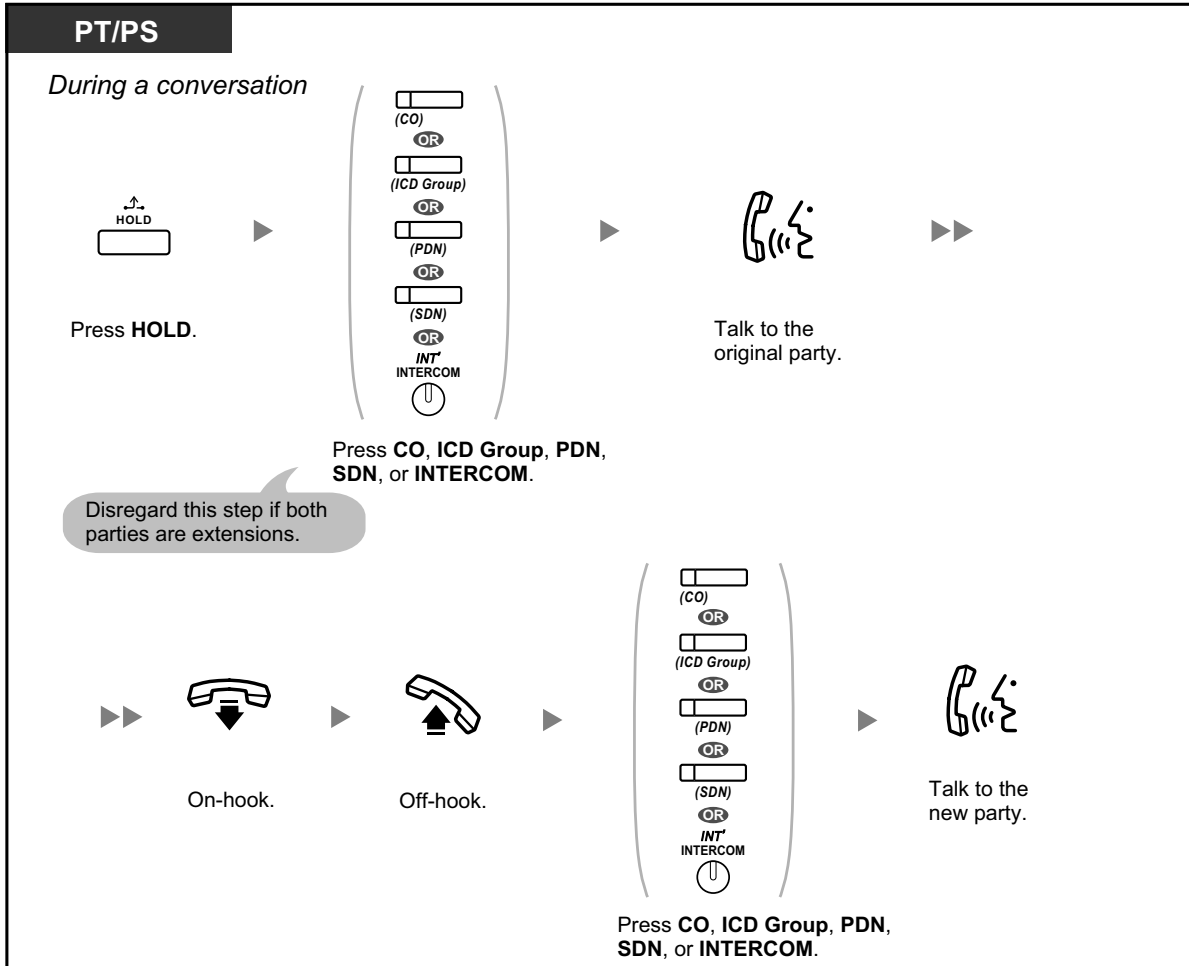 PT/PS
During a conversation
HOLD
Press HOLD.
(CO)
OR
(ICD Group)
OR
(PDN)
OR
(SDN)
OR
INT'
INTERCOM
Press CO, ICD Group, PDN,
SDN, or INTERCOM.
Talk to the
original party.
Disregard this step if both
parties are extensions.
On-hook.
Off-hook.
(CO)
OR
(ICD Group)
OR
(PDN)
OR
(SDN)
OR
INT'
INTERCOM
Press CO, ICD Group, PDN,
SDN, or INTERCOM.
Talk to the
new party.